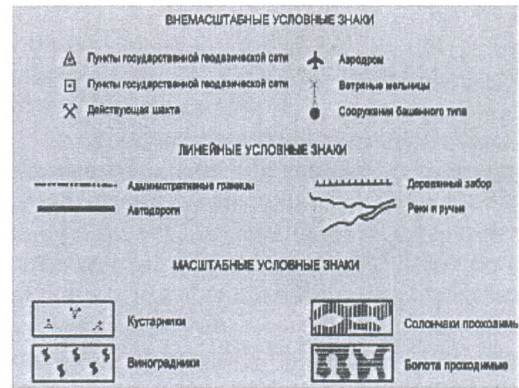 ВНЕМАСШТАБНЫЕ УСЛОВНЫЕ ЗНАКИ
Пункты государственной геодезической сети
Аэродром
Пункты государственной геодезической сети
Ветряные мельницы
Действующая шахта
Сооружения башенного типа
ЛИНЕЙНЫЕ УСЛОВНЫЕ ЗНАКИ
Административные границы
Деревянный забор
Автодороги
Реки и ручьи
МАСШТАБНЫЕ УСЛОВНЫЕ ЗНАКИ
Кустарники
Солончаки проходимы
Виноградники
Болота проходимые